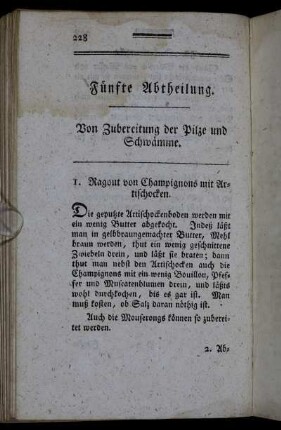 228
Fünfte Abtheilung.
Von Zubereitung der Pilze und
Schwämme.
1. Ragout von Champignons mit Ar-
tischocken.
Die geputzte Artischockenboden werden mit
ein wenig Butter abgekocht. Indeß läßt
man in gelbbraungemachter Butter, Mehl
braun werden, thut ein wenig geschnittene
Zwiebeln drein, und läßt sie braten; dann
thut man nebst den Artischocken auch die
Champignons mit ein wenig Bouillon, Pfef-
fer und Muscatenblumen drein, und läßts
wohl durchkochen, bis es gar ist. Man
muß kosten, ob Salz daran nöthig ist.
Auch die Mouserongs können so zuberei-
tet werden.
2. Ab-